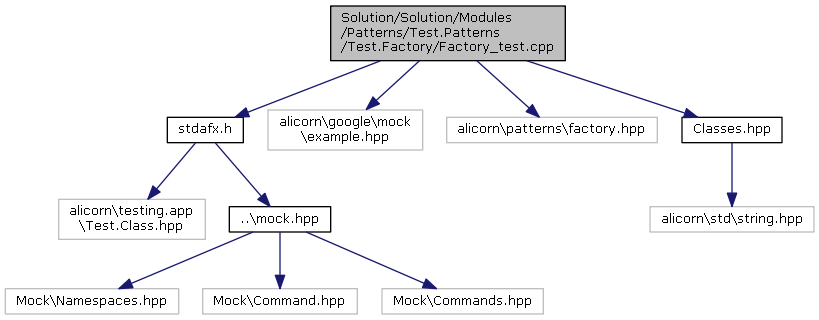 Solution/Solution/Modules
/Patterns/Test.Patterns
/Test.Factory/Factory_test.cpp
stdafx.h
alicorn\google\mock
\example.hpp
alicorn\patterns\factory.hpp
Classes.hpp
alicorn\testing.app
\Test.Class.hpp
..\mock.hpp
alicorn\std\string.hpp
Mock\Namespaces.hpp
Mock\Command.hpp
Mock\Commands.hpp